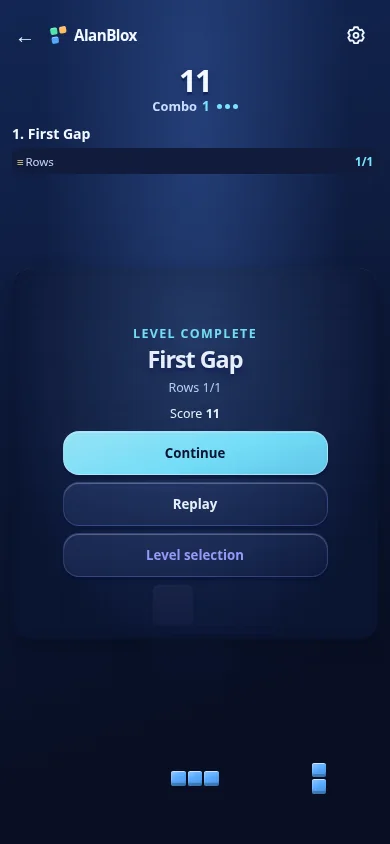 ← AlanBlox
11
Combo 1
1. First Gap
Rows 1/1
LEVEL COMPLETE
First Gap
Rows 1/1
Score 11
Continue
Replay
Level selection